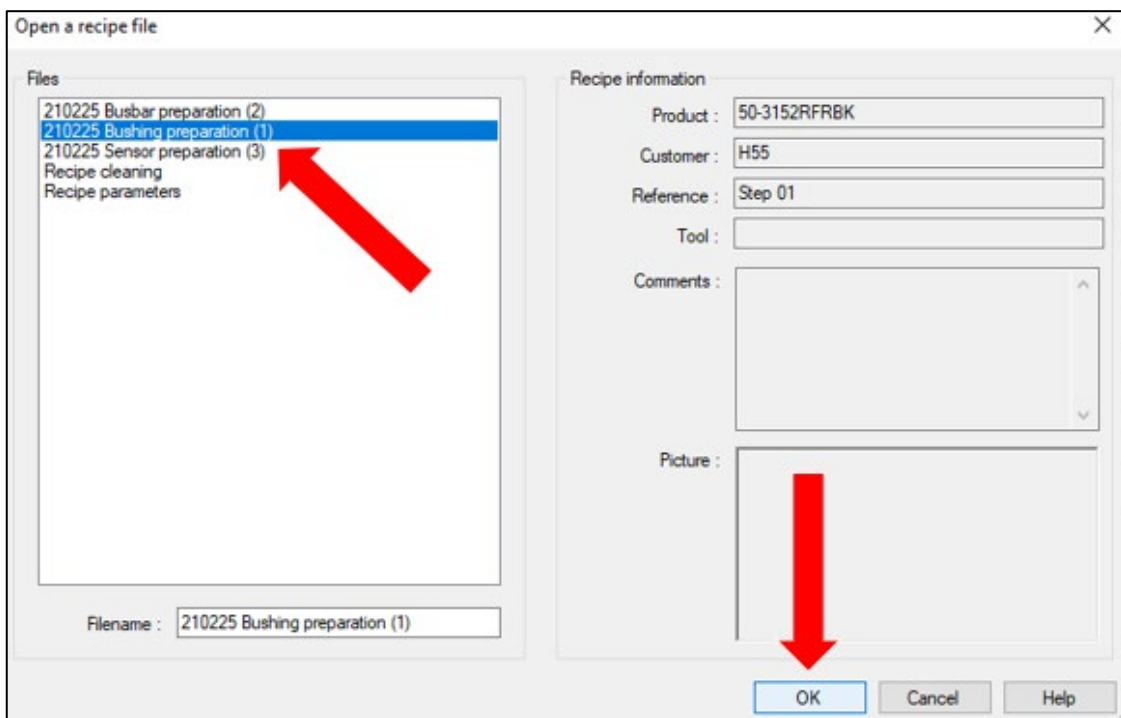 Open a recipe file
Files
210225 Busbar preparation (2)
210225 Bushing preparation (1)
210225 Sensor preparation (3)
Recipe cleaning
Recipe parameters
Filename : 210225 Bushing preparation (1)
Recipe information
Product : 50-3152RFRBK
Customer : H55
Reference : Step 01
Tool :
Comments :
Picture :
OK Cancel Help